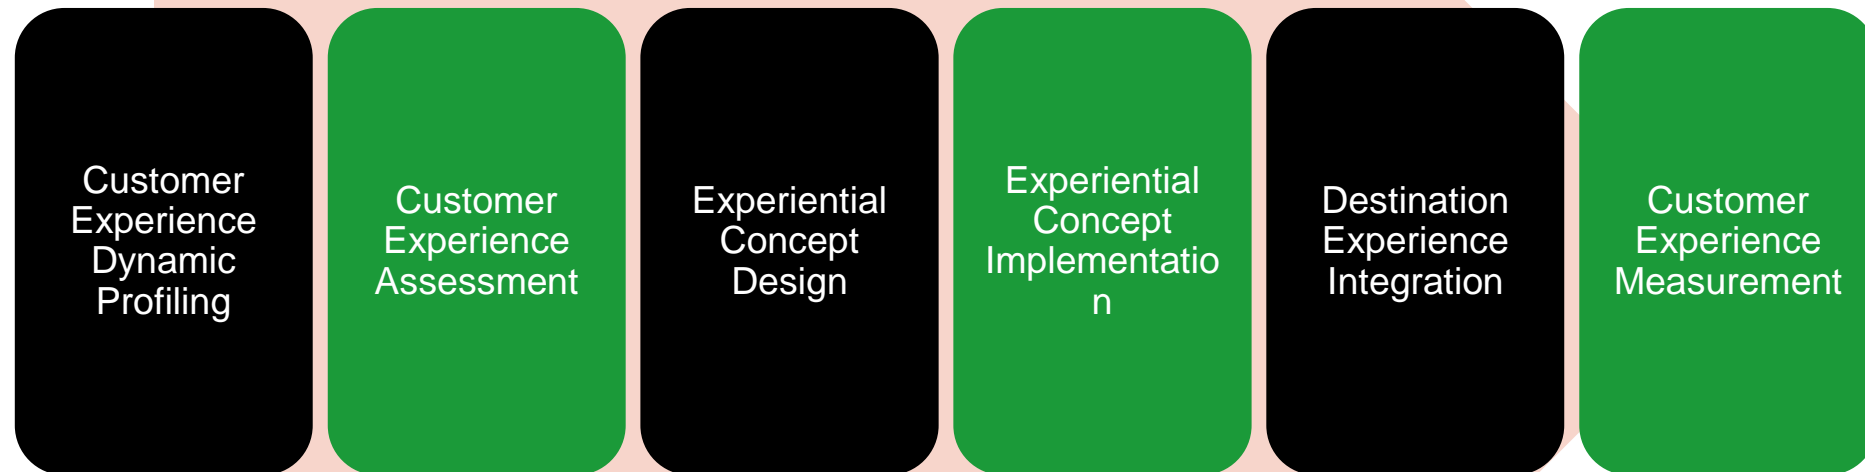 Customer
Experience
Dynamic
Profiling
Customer
Experience
Assessment
Experiential
Concept
Design
Experiential
Concept
Implementatio
n
Destination
Experience
Integration
Customer
Experience
Measurement